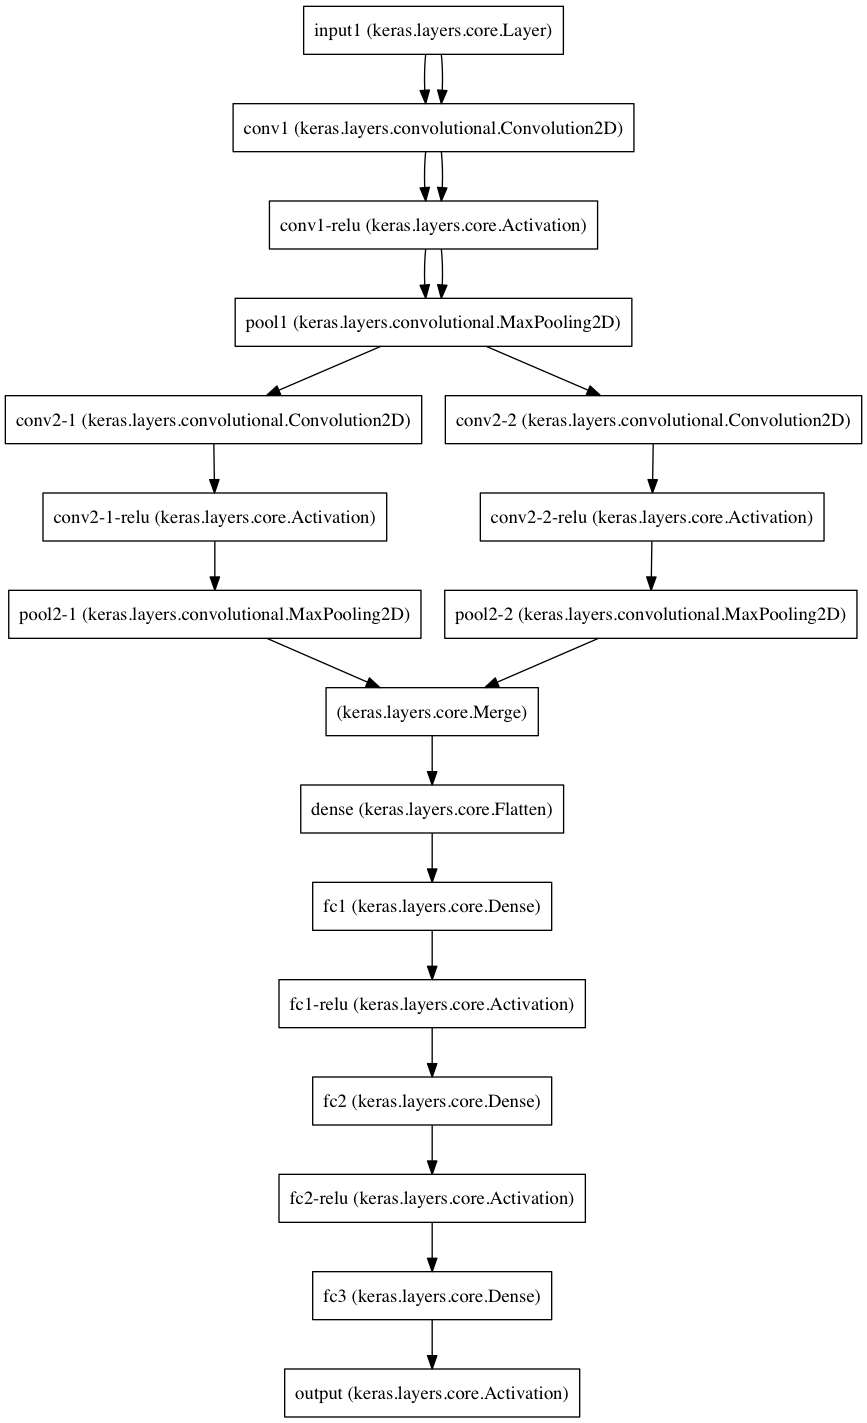 input1 (keras.layers.core.Layer)
conv1 (keras.layers.convolutional.Convolution2D)
conv1-relu (keras.layers.core.Activation)
pool1 (keras.layers.convolutional.MaxPooling2D)
conv2-1 (keras.layers.convolutional.Convolution2D)
conv2-2 (keras.layers.convolutional.Convolution2D)
conv2-1-relu (keras.layers.core.Activation)
conv2-2-relu (keras.layers.core.Activation)
pool2-1 (keras.layers.convolutional.MaxPooling2D)
pool2-2 (keras.layers.convolutional.MaxPooling2D)
(keras.layers.core.Merge)
dense (keras.layers.core.Flatten)
fc1 (keras.layers.core.Dense)
fc1-relu (keras.layers.core.Activation)
fc2 (keras.layers.core.Dense)
fc2-relu (keras.layers.core.Activation)
fc3 (keras.layers.core.Dense)
output (keras.layers.core.Activation)